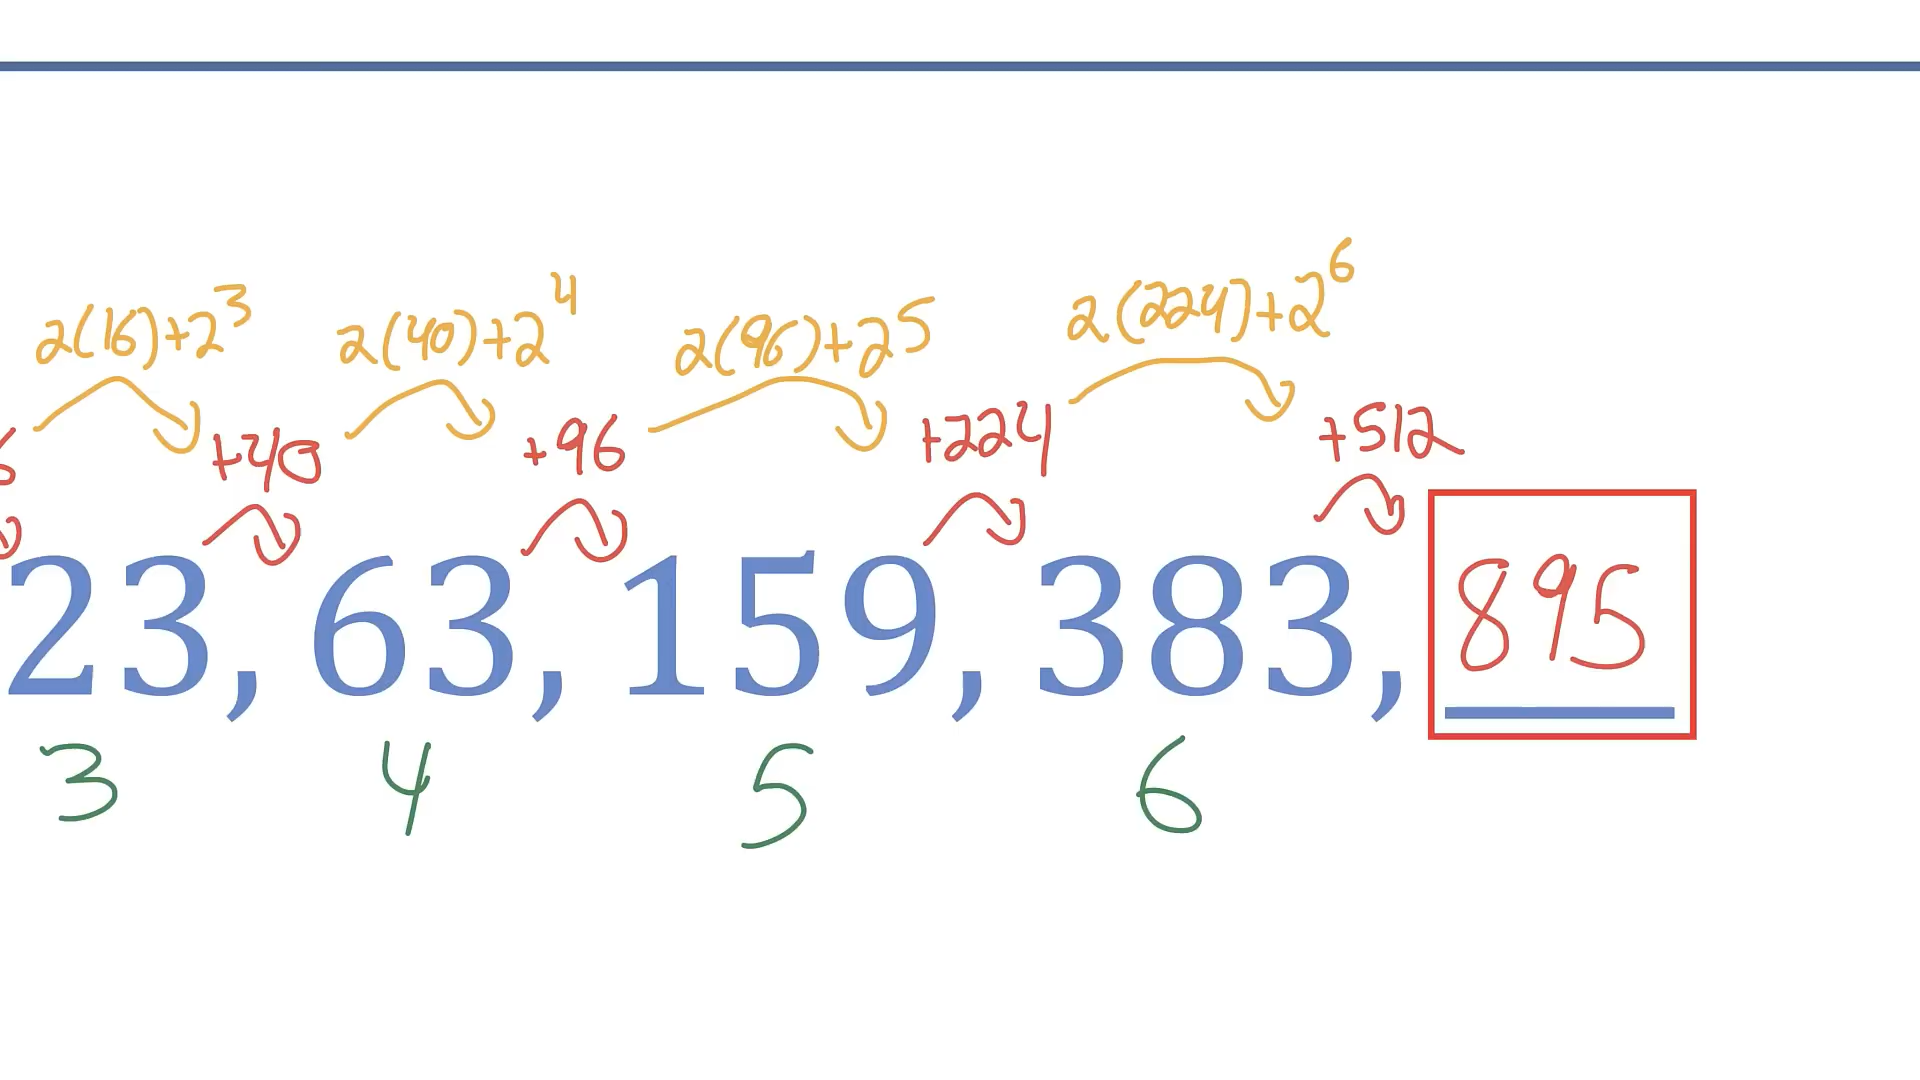 2(16)+2³ 2(40)+2⁴ 2(96)+2⁵ 2(224)+2⁶
+40 +96 +224 +512
23, 63, 159, 383, 895
3 4 5 6